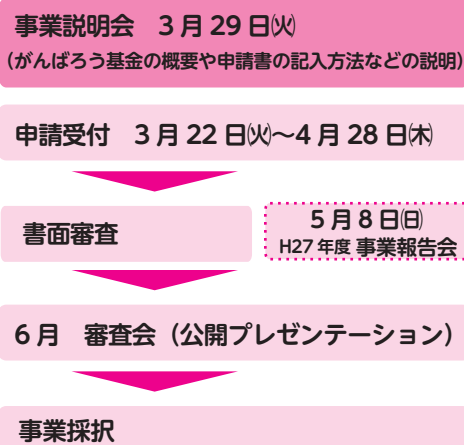 事業説明会 3月29日㈫
(がんばろう基金の概要や申請書の記入方法などの説明)
申請受付 3月22日㈫〜4月28日㈭
書面審査
5月8日㈰
H27年度 事業報告会
6月 審査会（公開プレゼンテーション）
事業採択